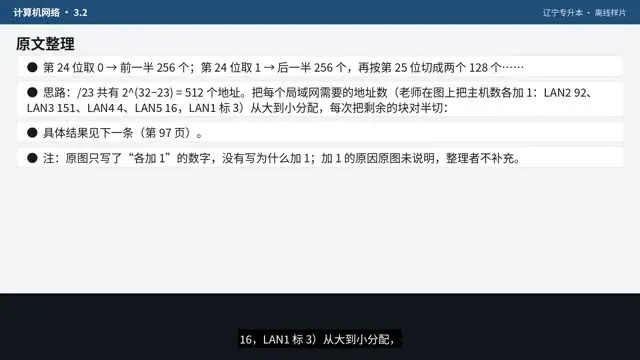 计算机网络 · 3.2
辽宁专升本 · 离线样片
原文整理
● 第 24 位取 0 → 前一半 256 个；第 24 位取 1 → 后一半 256 个，再按第 25 位切成两个 128 个……
● 思路：/23 共有 2^(32−23) = 512 个地址。把每个局域网需要的地址数（老师在图上把主机数各加 1：LAN2 92、
LAN3 151、LAN4 4、LAN5 16，LAN1 标 3）从大到小分配，每次把剩余的块对半切：
● 具体结果见下一条（第 97 页）。
● 注：原图只写了“各加 1”的数字，没有写为什么加 1；加 1 的原因原图未说明，整理者不补充。
16，LAN1 标 3）从大到小分配，